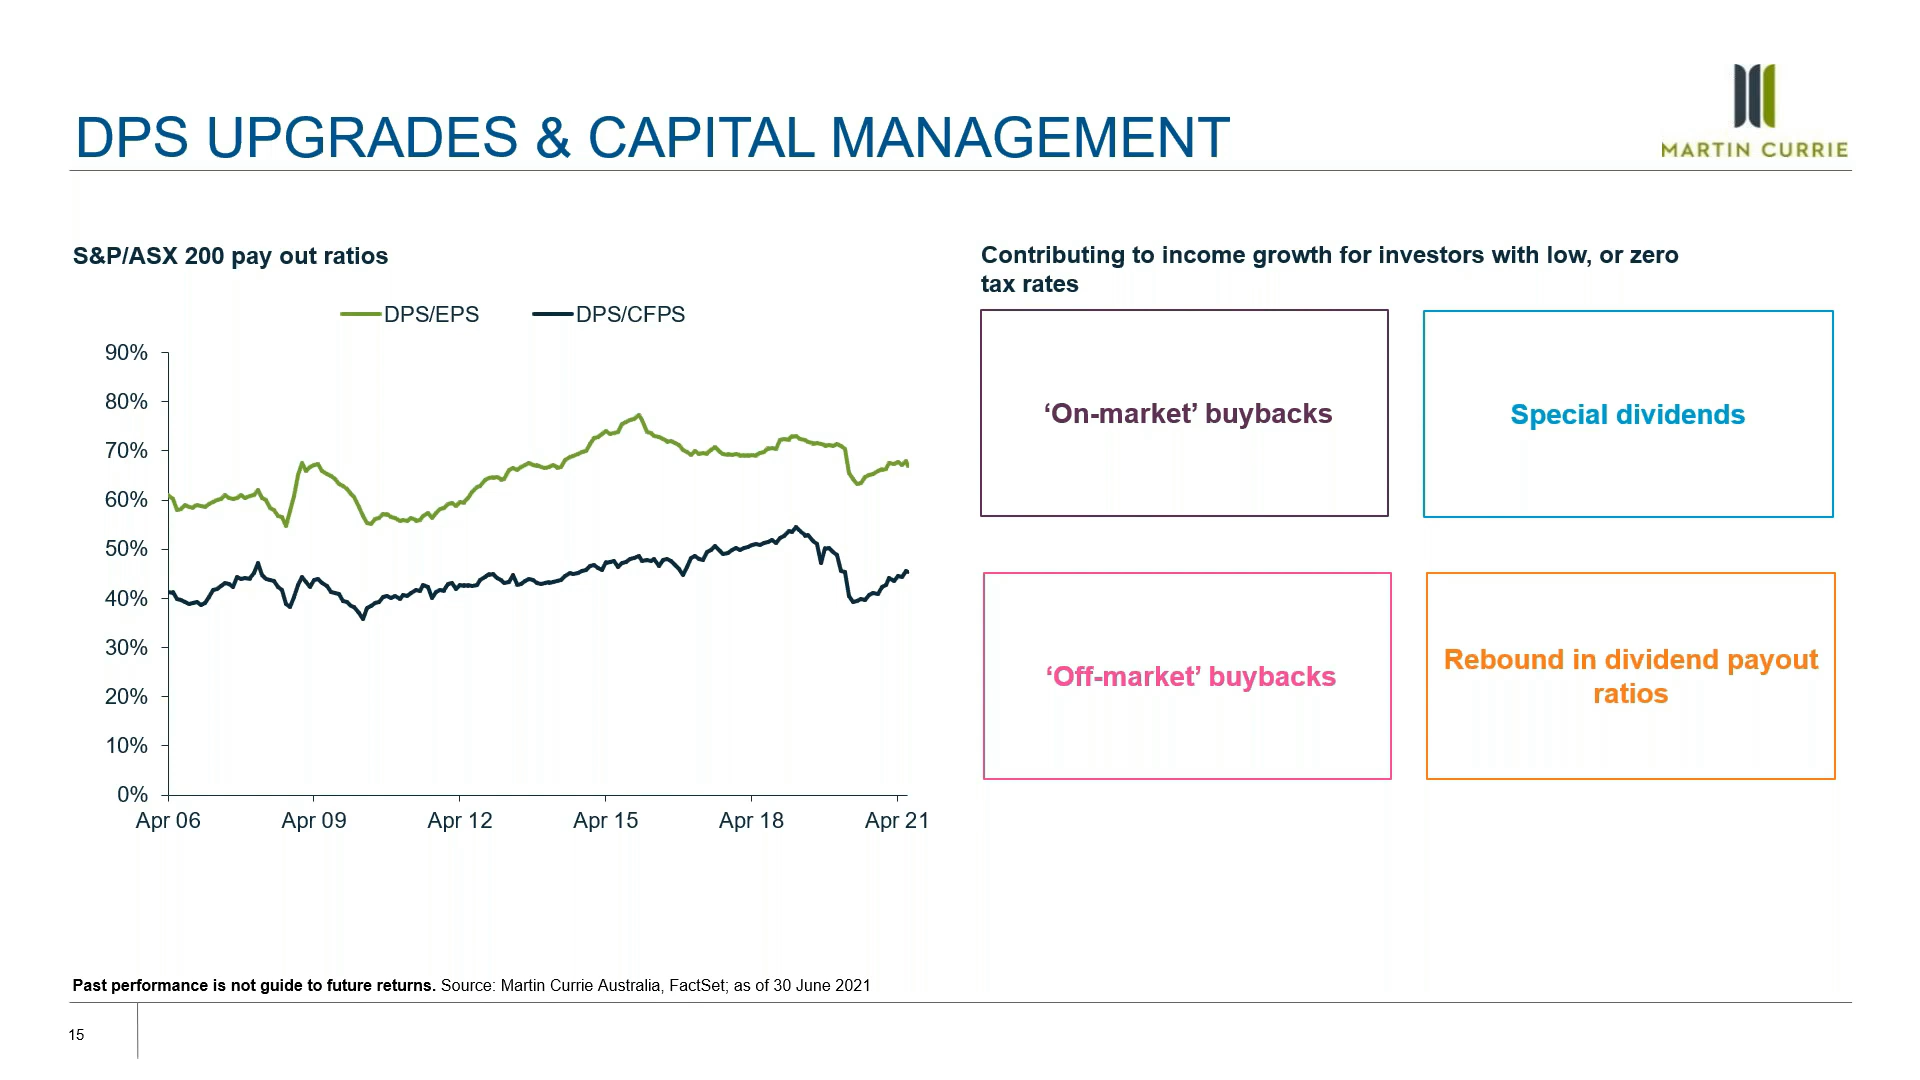 MARTIN CURRIE
DPS UPGRADES & CAPITAL MANAGEMENT
S&P/ASX 200 pay out ratios
DPS/EPS
DPS/CFPS
90%
80%
70%
60%
50%
40%
30%
20%
10%
0%
Apr 06
Apr 09
Apr 12
Apr 15
Apr 18
Apr 21
Contributing to income growth for investors with low, or zero
tax rates
‘On-market’ buybacks
Special dividends
‘Off-market’ buybacks
Rebound in dividend payout
ratios
Past performance is not guide to future returns. Source: Martin Currie Australia, FactSet; as of 30 June 2021
15